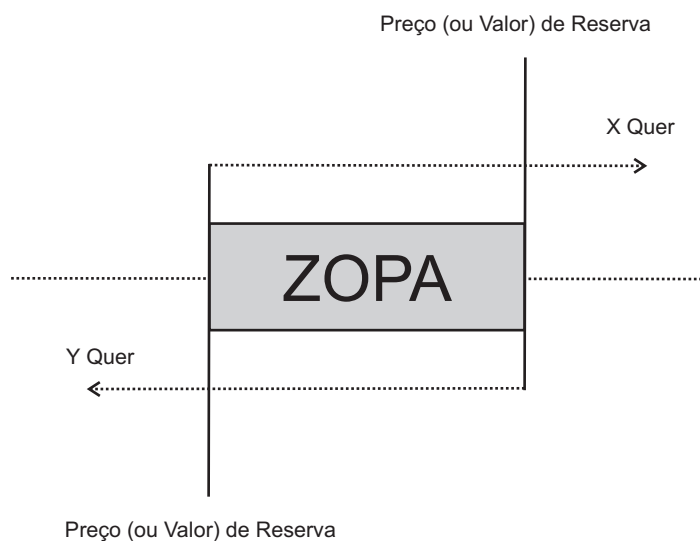 Preço (ou Valor) de Reserva
X Quer
ZOPA
Y Quer
Preço (ou Valor) de Reserva